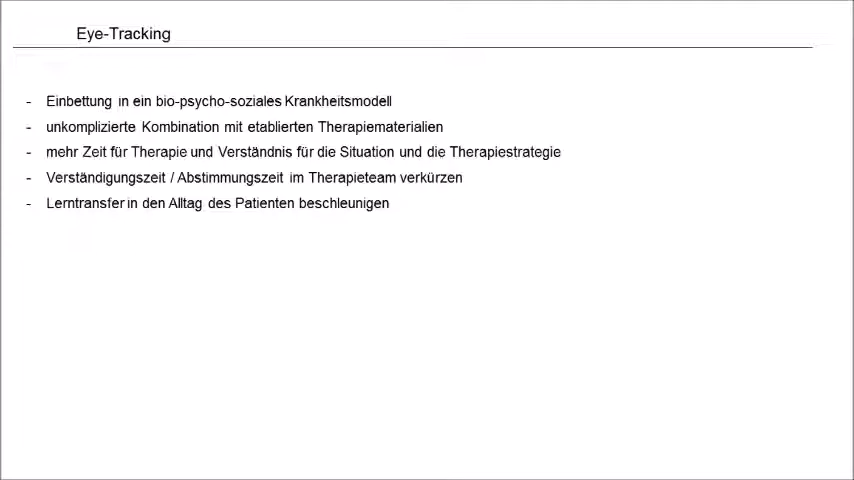 Eye-Tracking
- Einbettung in ein bio-psycho-soziales Krankheitsmodell
- unkomplizierte Kombination mit etablierten Therapiematerialien
- mehr Zeit für Therapie und Verständnis für die Situation und die Therapiestrategie
- Verständigungszeit / Abstimmungszeit im Therapieteam verkürzen
- Lerntransfer in den Alltag des Patienten beschleunigen